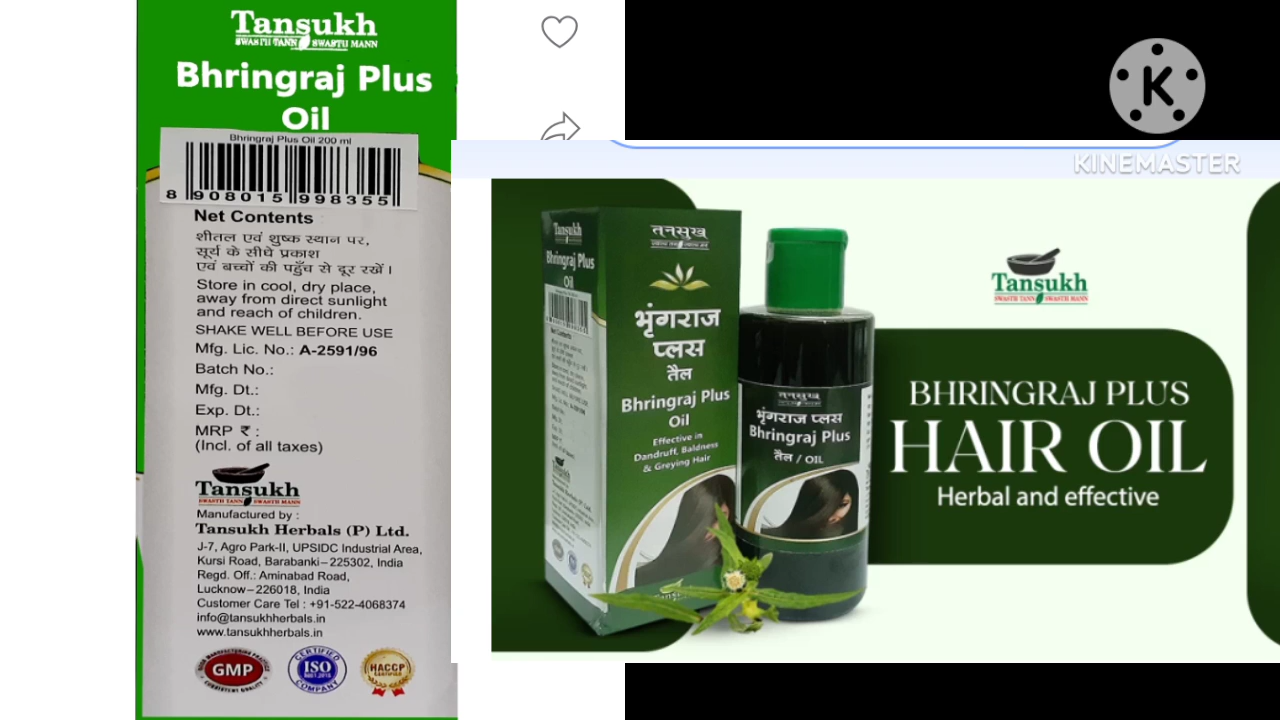 Tansukh
SWASTH TANN SWASTH MANN
Bhringraj Plus
Oil
Bhringraj Plus Oil 200 ml
8 908015 998355
Net Contents
शीतल एवं शुष्क स्थान पर,
सूर्य के सीधे प्रकाश
एवं बच्चों की पहुँच से दूर रखें।
Store in cool, dry place,
away from direct sunlight
and reach of children.
SHAKE WELL BEFORE USE
Mfg. Lic. No.: A-2591/96
Batch No.:
Mfg. Dt.:
Exp. Dt.:
MRP ₹ :
(Incl. of all taxes)
Tansukh
SWASTH TANN SWASTH MANN
Manufactured by :
Tansukh Herbals (P) Ltd.
J-7, Agro Park-II, UPSIDC Industrial Area,
Kursi Road, Barabanki–225302, India
Regd. Off.: Aminabad Road,
Lucknow–226018, India
Customer Care Tel : +91-522-4068374
info@tansukhherbals.in
www.tansukhherbals.in
GMP
CERTIFIED
ISO
9001:2015
COMPANY
HACCP
CERTIFIED
K
KINEMASTER
Tansukh
Bhringraj Plus
Oil
तनसुख
भृंगराज
प्लस
तैल
Bhringraj Plus
Oil
Effective in
Dandruff, Baldness
& Greying Hair
तनसुख
भृंगराज प्लस
Bhringraj Plus
तैल / OIL
Tansukh
SWASTH TANN SWASTH MANN
BHRINGRAJ PLUS
HAIR OIL
Herbal and effective